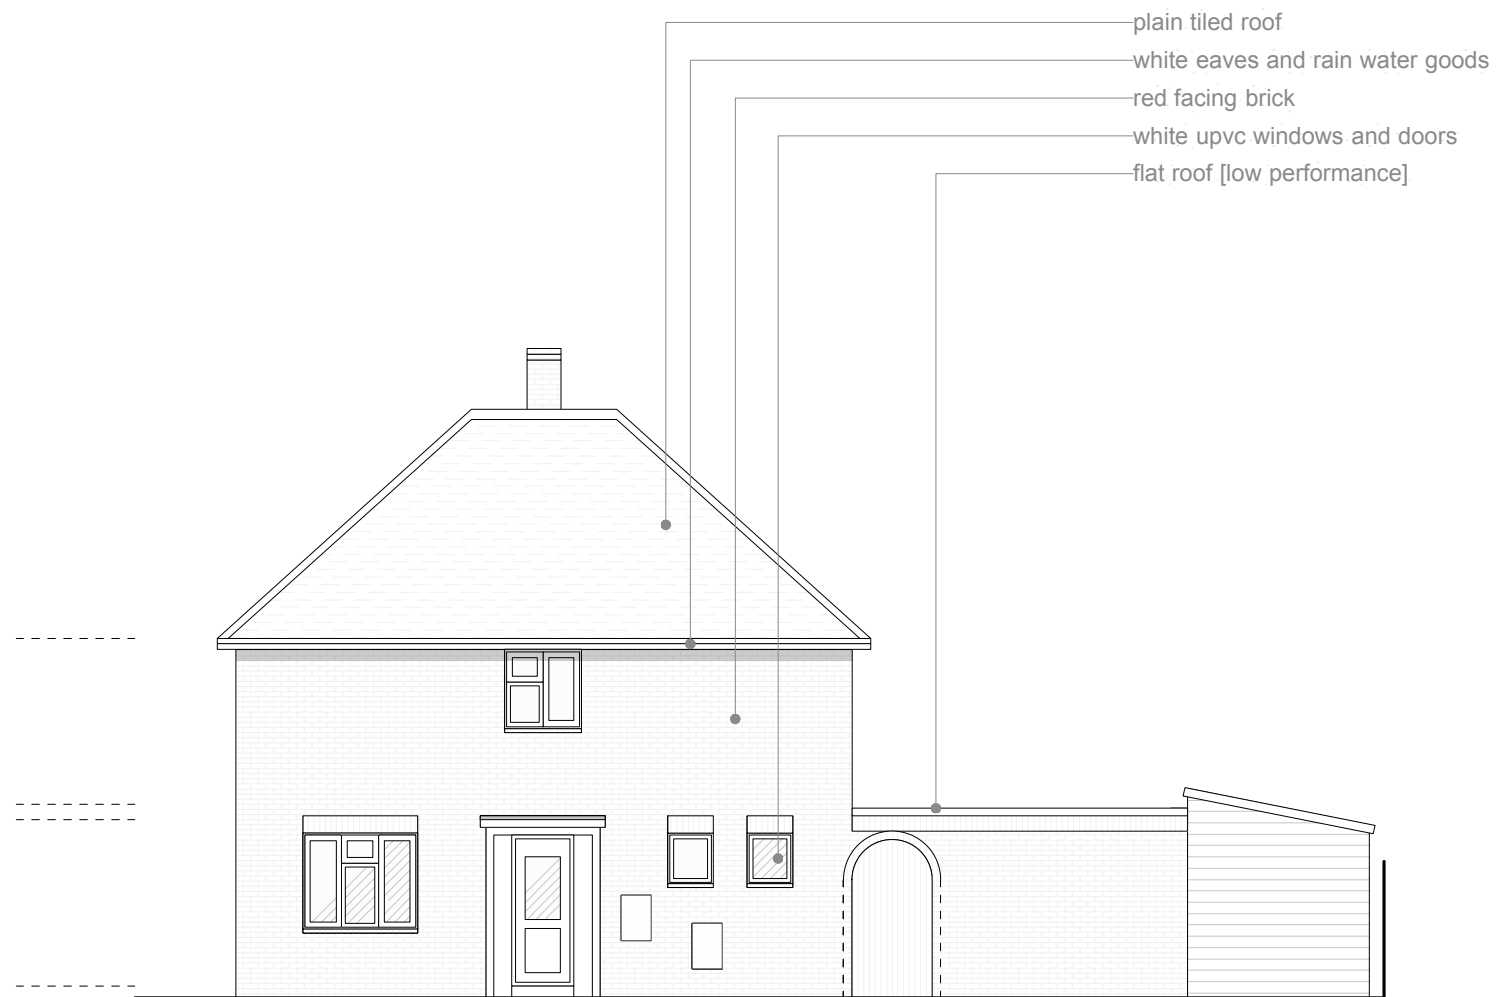 plain tiled roof
white eaves and rain water goods
red facing brick
white upvc windows and doors
flat roof [low performance]